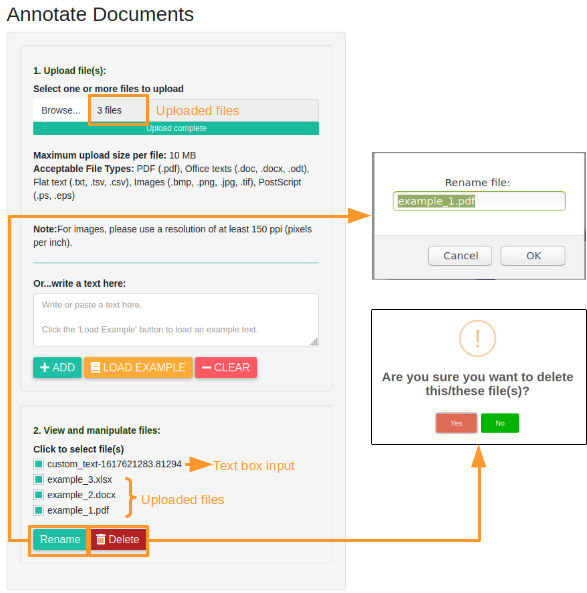 Annotate Documents
1. Upload file(s):
Select one or more files to upload
Browse... 3 files Uploaded files
Upload complete
Maximum upload size per file: 10 MB
Acceptable File Types: PDF (.pdf), Office texts (.doc, .docx, .odt),
Flat text (.txt, .tsv, .csv), Images (.bmp, .png, .jpg, .tif), PostScript
(.ps, .eps)
Note:For images, please use a resolution of at least 150 ppi (pixels
per inch).
Or...write a text here:
Write or paste a text here.
Click the 'Load Example' button to load an example text.
ADD LOAD EXAMPLE CLEAR
2. View and manipulate files:
Click to select file(s)
custom_text-1617621283.81294 Text box input
example_3.xlsx
example_2.docx
Uploaded files
example_1.pdf
Rename Delete
Rename file:
example_1.pdf
Cancel OK
!
Are you sure you want to delete
this/these file(s)?
Yes No